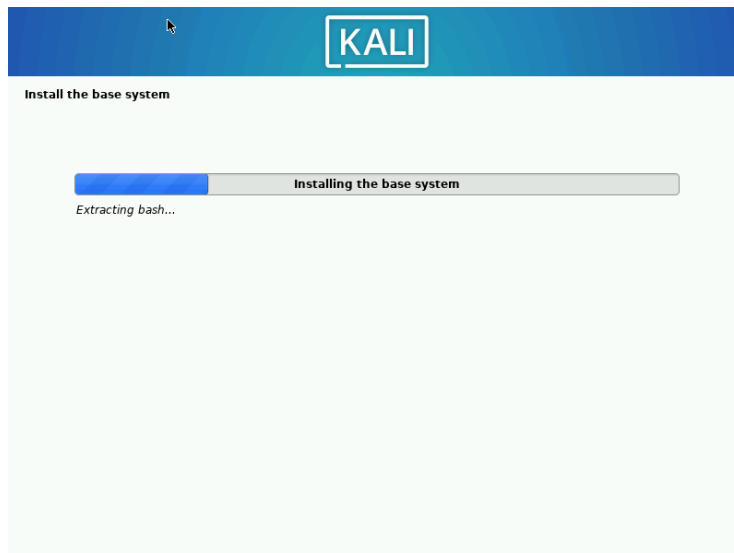 KALI
Install the base system
Installing the base system
Extracting bash...